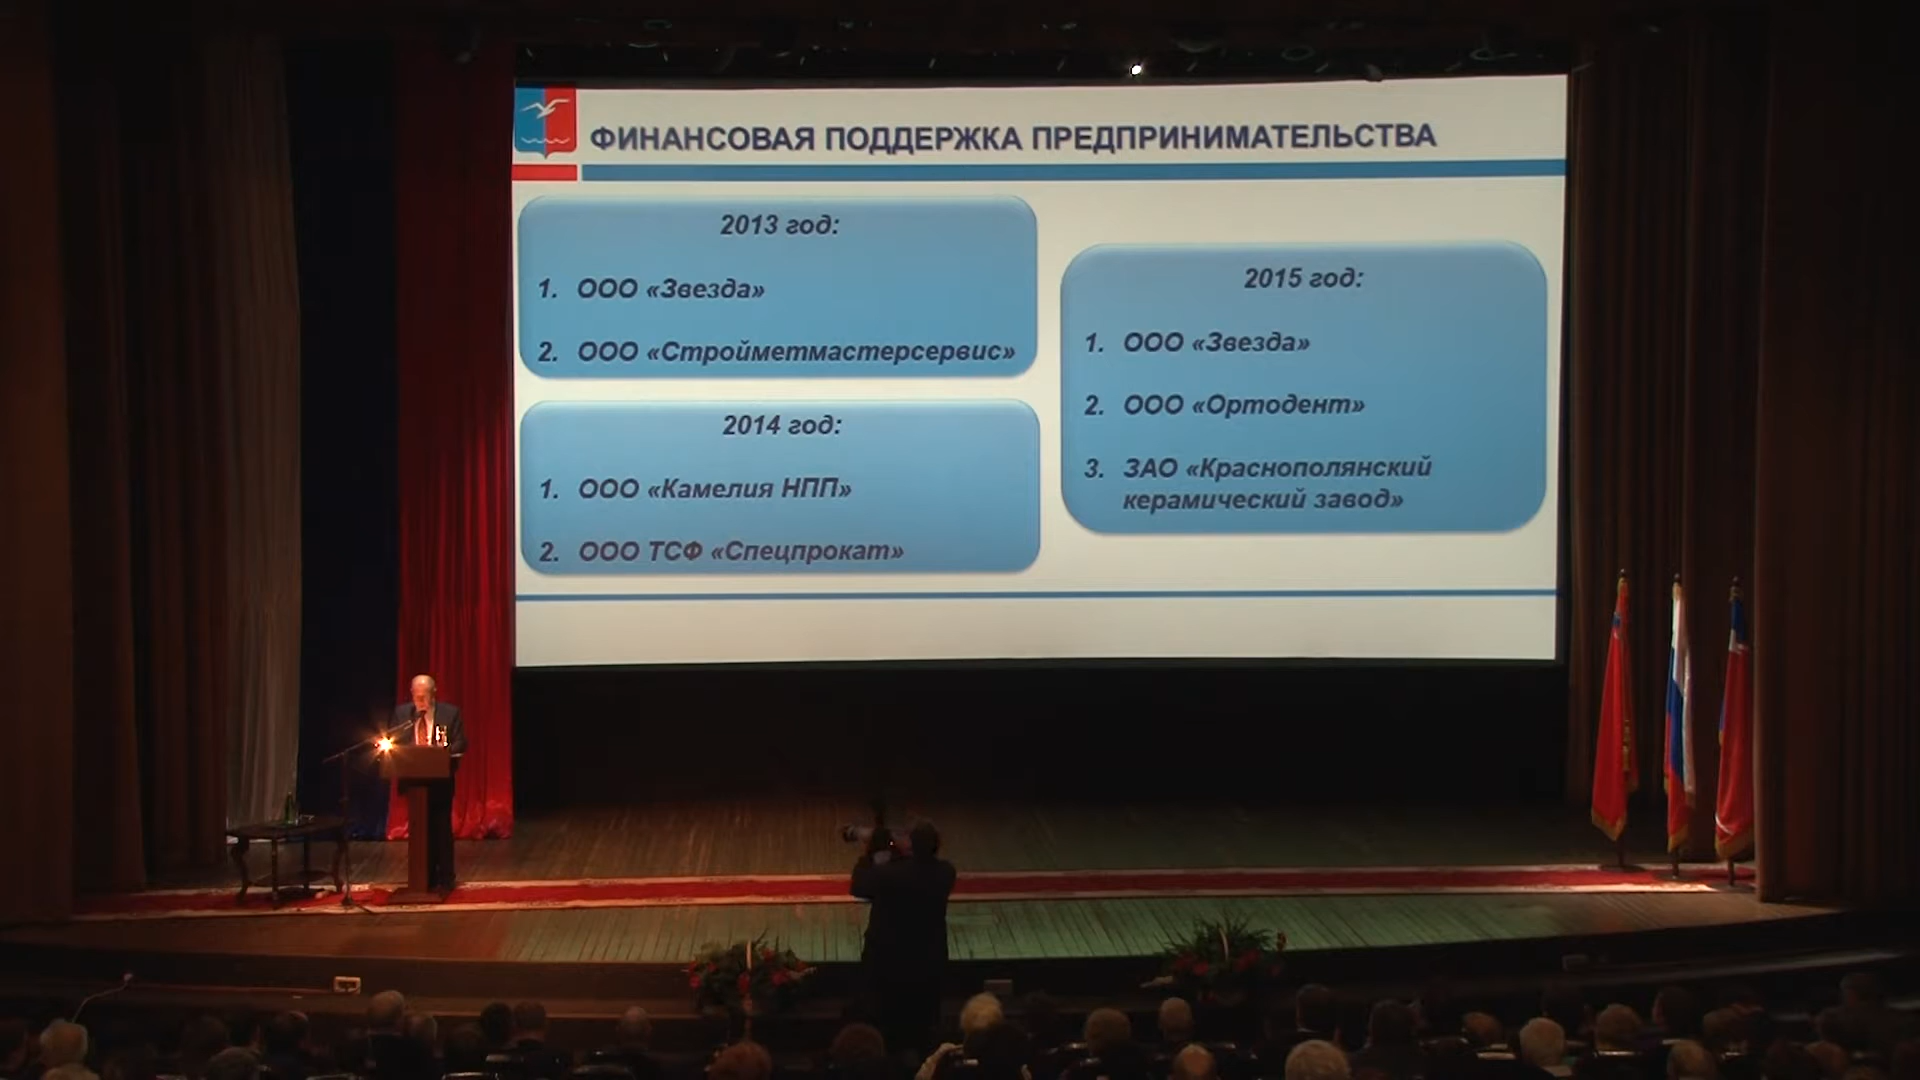 ФИНАНСОВАЯ ПОДДЕРЖКА ПРЕДПРИНИМАТЕЛЬСТВА
2013 год:
1. ООО «Звезда»
2. ООО «Стройметмастерсервис»
2014 год:
1. ООО «Камелия НПП»
2. ООО ТСФ «Спецпрокат»
2015 год:
1. ООО «Звезда»
2. ООО «Ортодент»
3. ЗАО «Краснополянский
керамический завод»